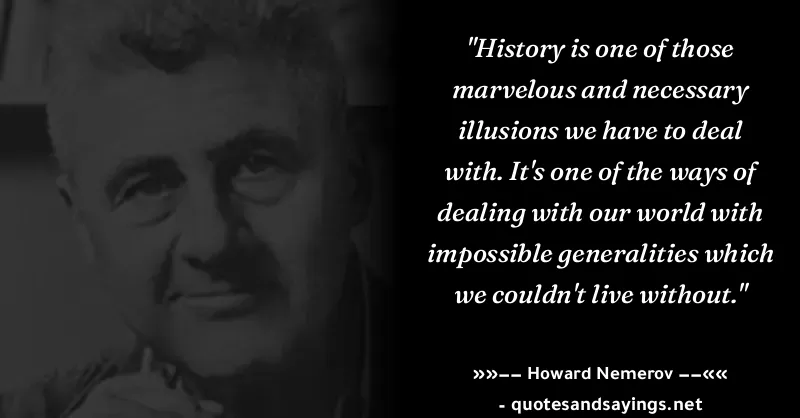 "History is one of those
marvelous and necessary
illusions we have to deal
with. It's one of the ways of
dealing with our world with
impossible generalities which
we couldn't live without."
»»–– Howard Nemerov ––««
- quotesandsayings.net